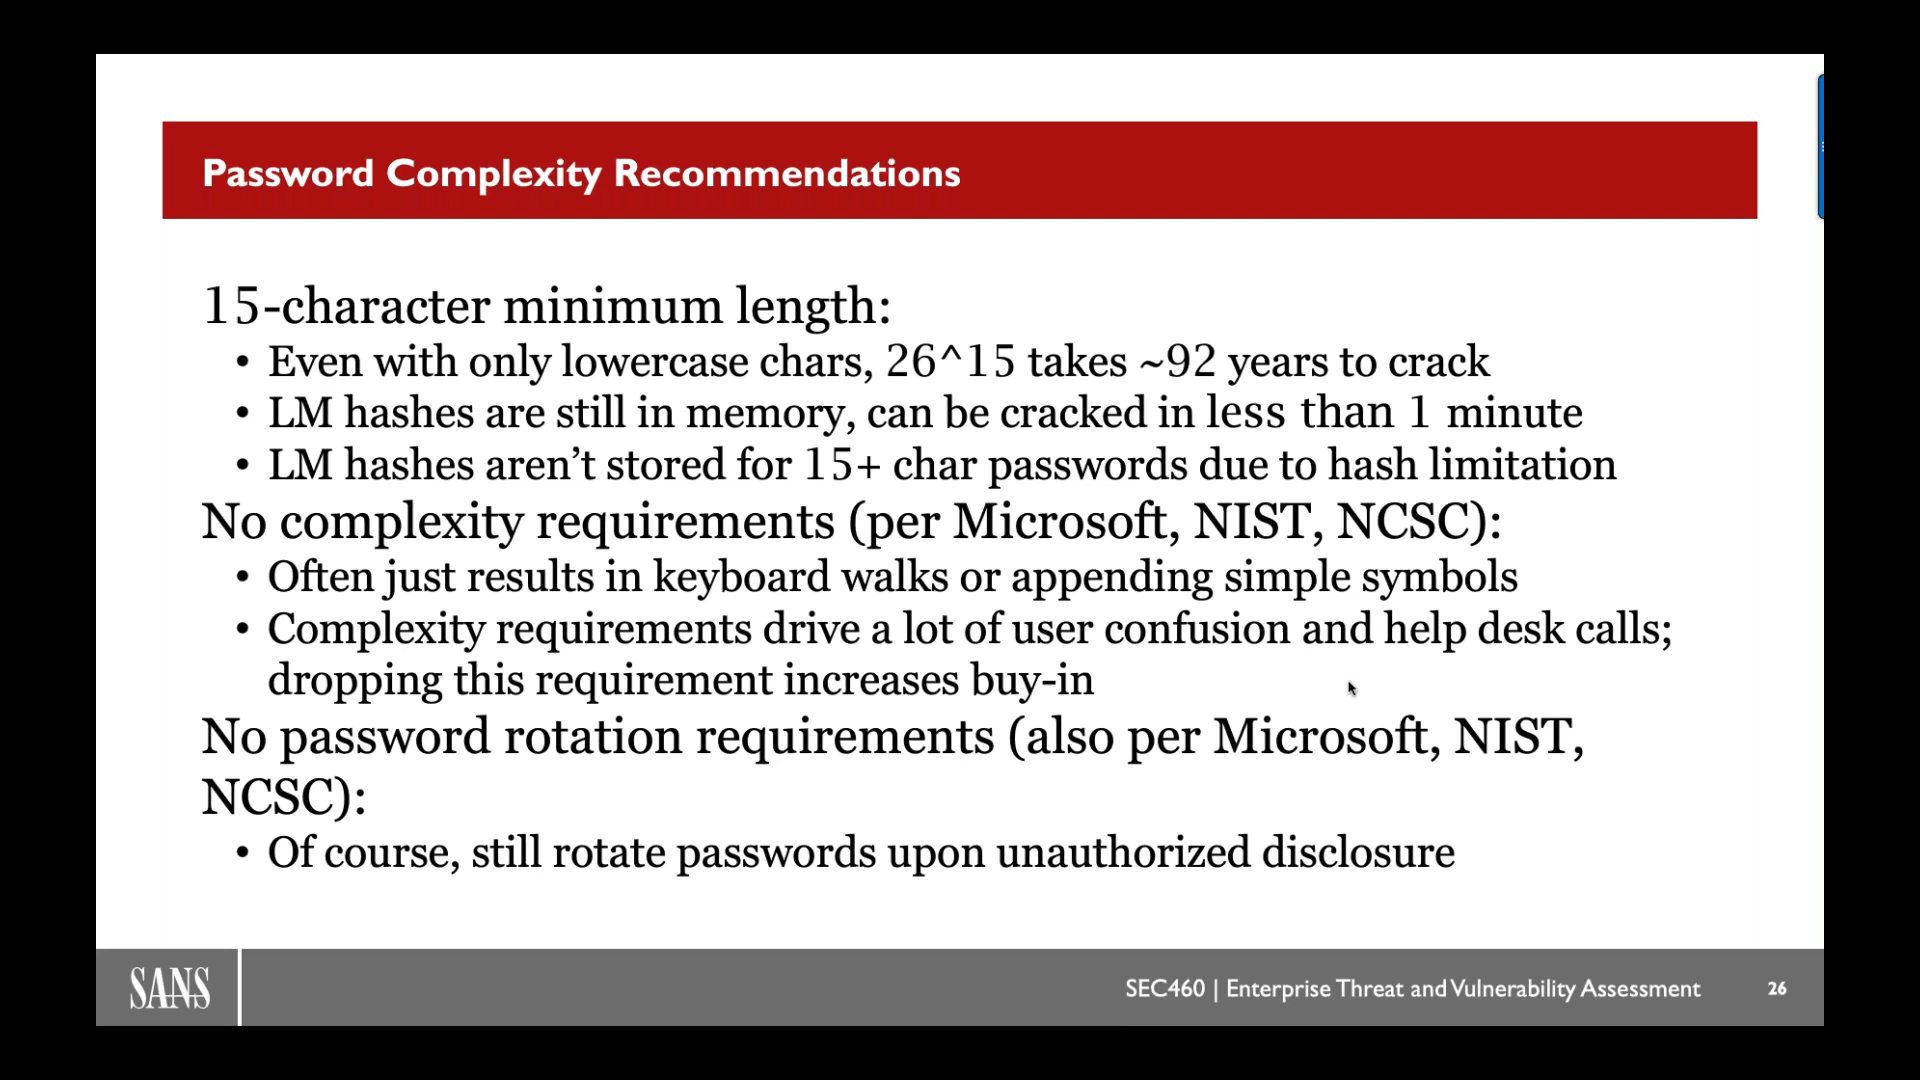 Password Complexity Recommendations
15-character minimum length:
• Even with only lowercase chars, 26^15 takes ~92 years to crack
• LM hashes are still in memory, can be cracked in less than 1 minute
• LM hashes aren’t stored for 15+ char passwords due to hash limitation
No complexity requirements (per Microsoft, NIST, NCSC):
• Often just results in keyboard walks or appending simple symbols
• Complexity requirements drive a lot of user confusion and help desk calls;
dropping this requirement increases buy-in
No password rotation requirements (also per Microsoft, NIST,
NCSC):
• Of course, still rotate passwords upon unauthorized disclosure
SANS
SEC460 | Enterprise Threat and Vulnerability Assessment
26